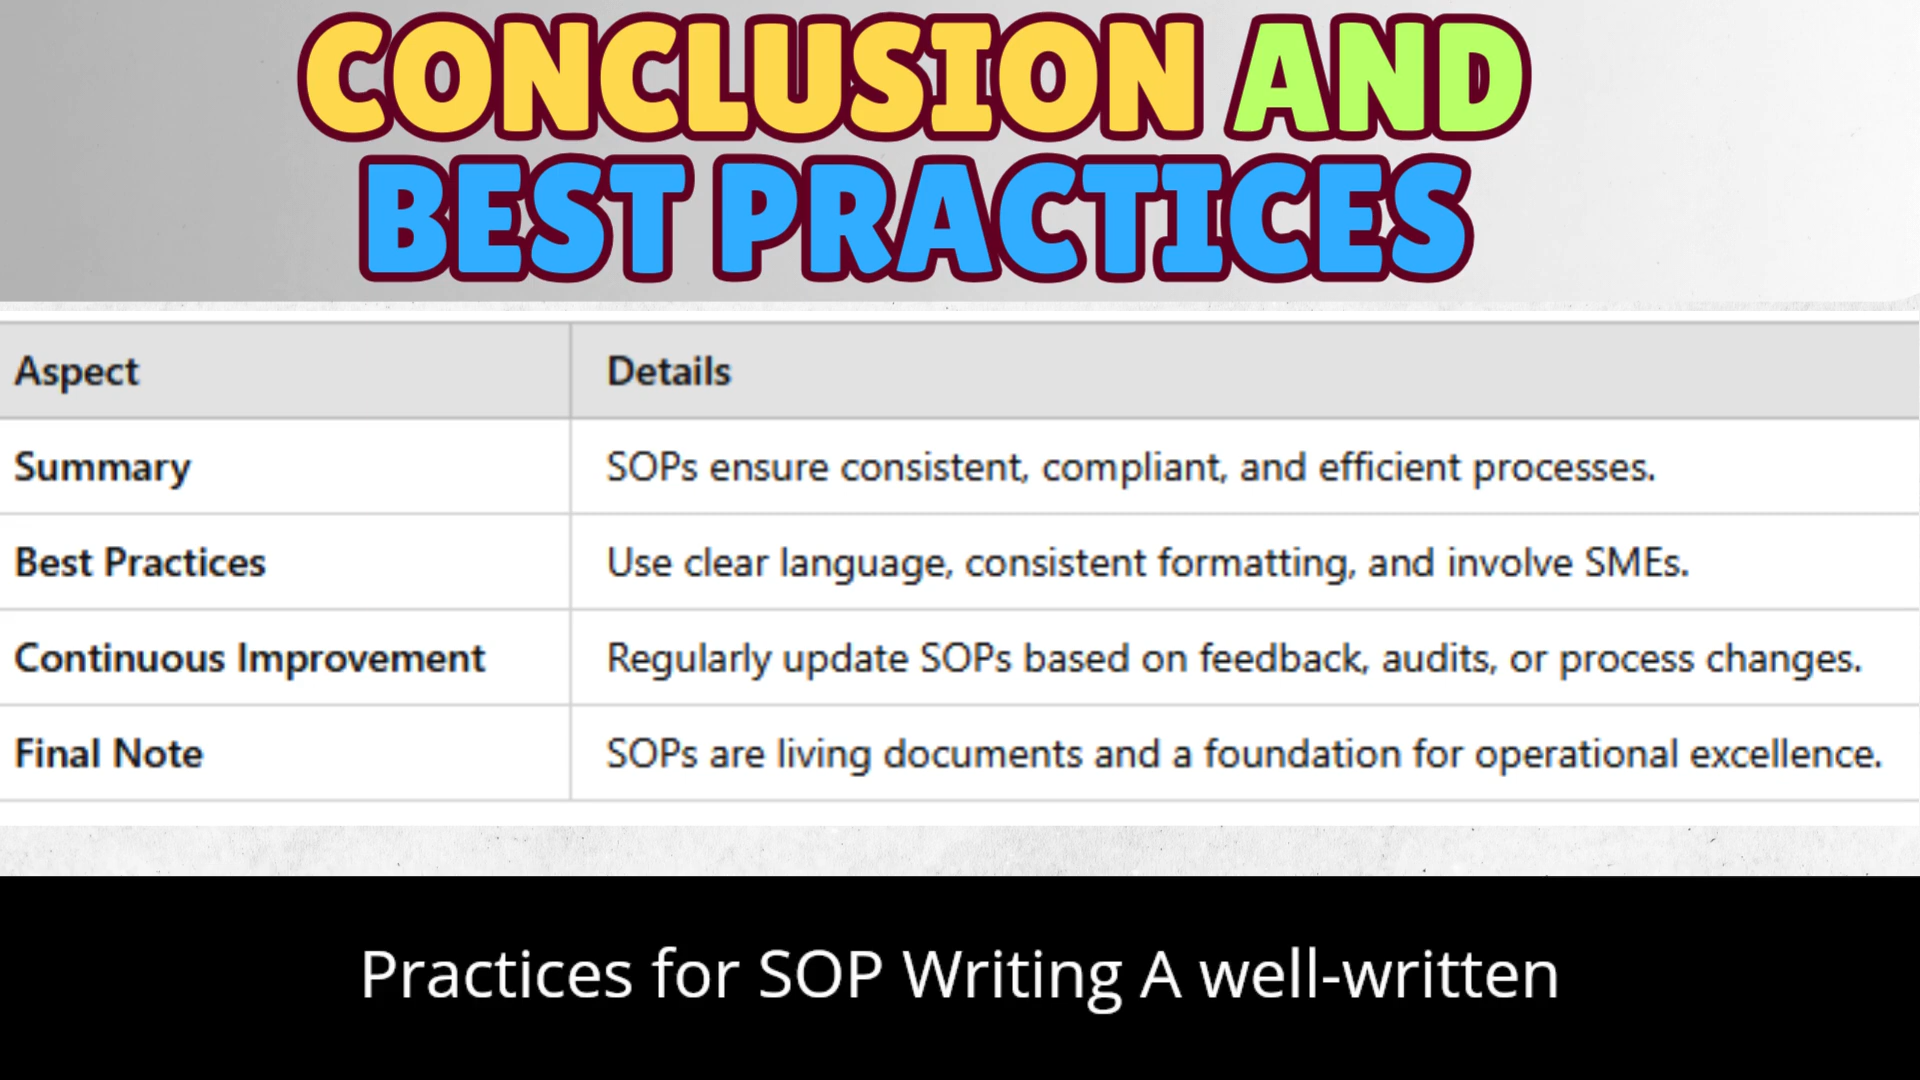 CONCLUSION AND
BEST PRACTICES
Aspect Details
Summary SOPs ensure consistent, compliant, and efficient processes.
Best Practices Use clear language, consistent formatting, and involve SMEs.
Continuous Improvement Regularly update SOPs based on feedback, audits, or process changes.
Final Note SOPs are living documents and a foundation for operational excellence.
Practices for SOP Writing A well-written